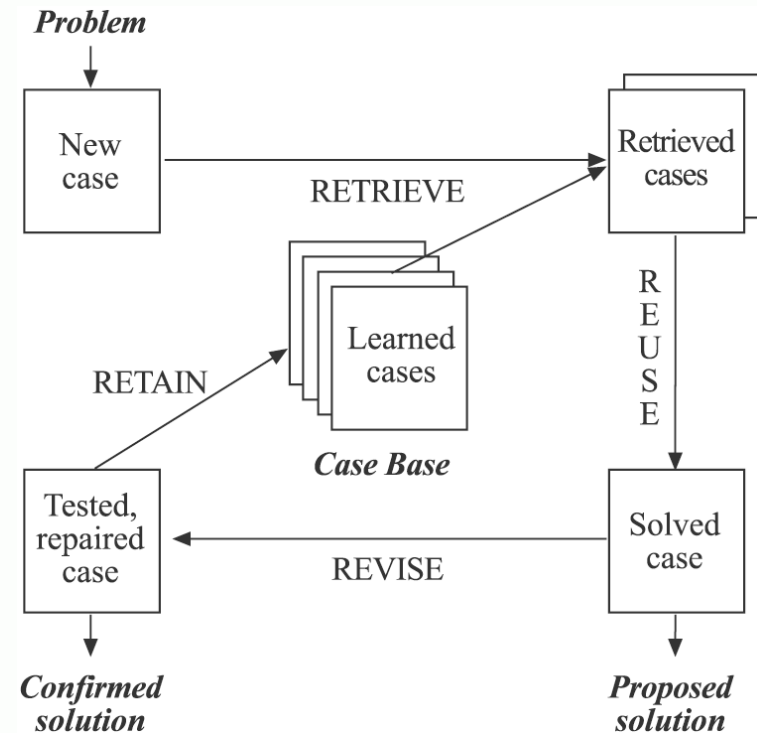 Problem
New
case
RETRIEVE
Retrieved
cases
R
E
U
S
E
Learned
cases
Case Base
RETAIN
Tested,
repaired
case
REVISE
Solved
case
Confirmed
solution
Proposed
solution